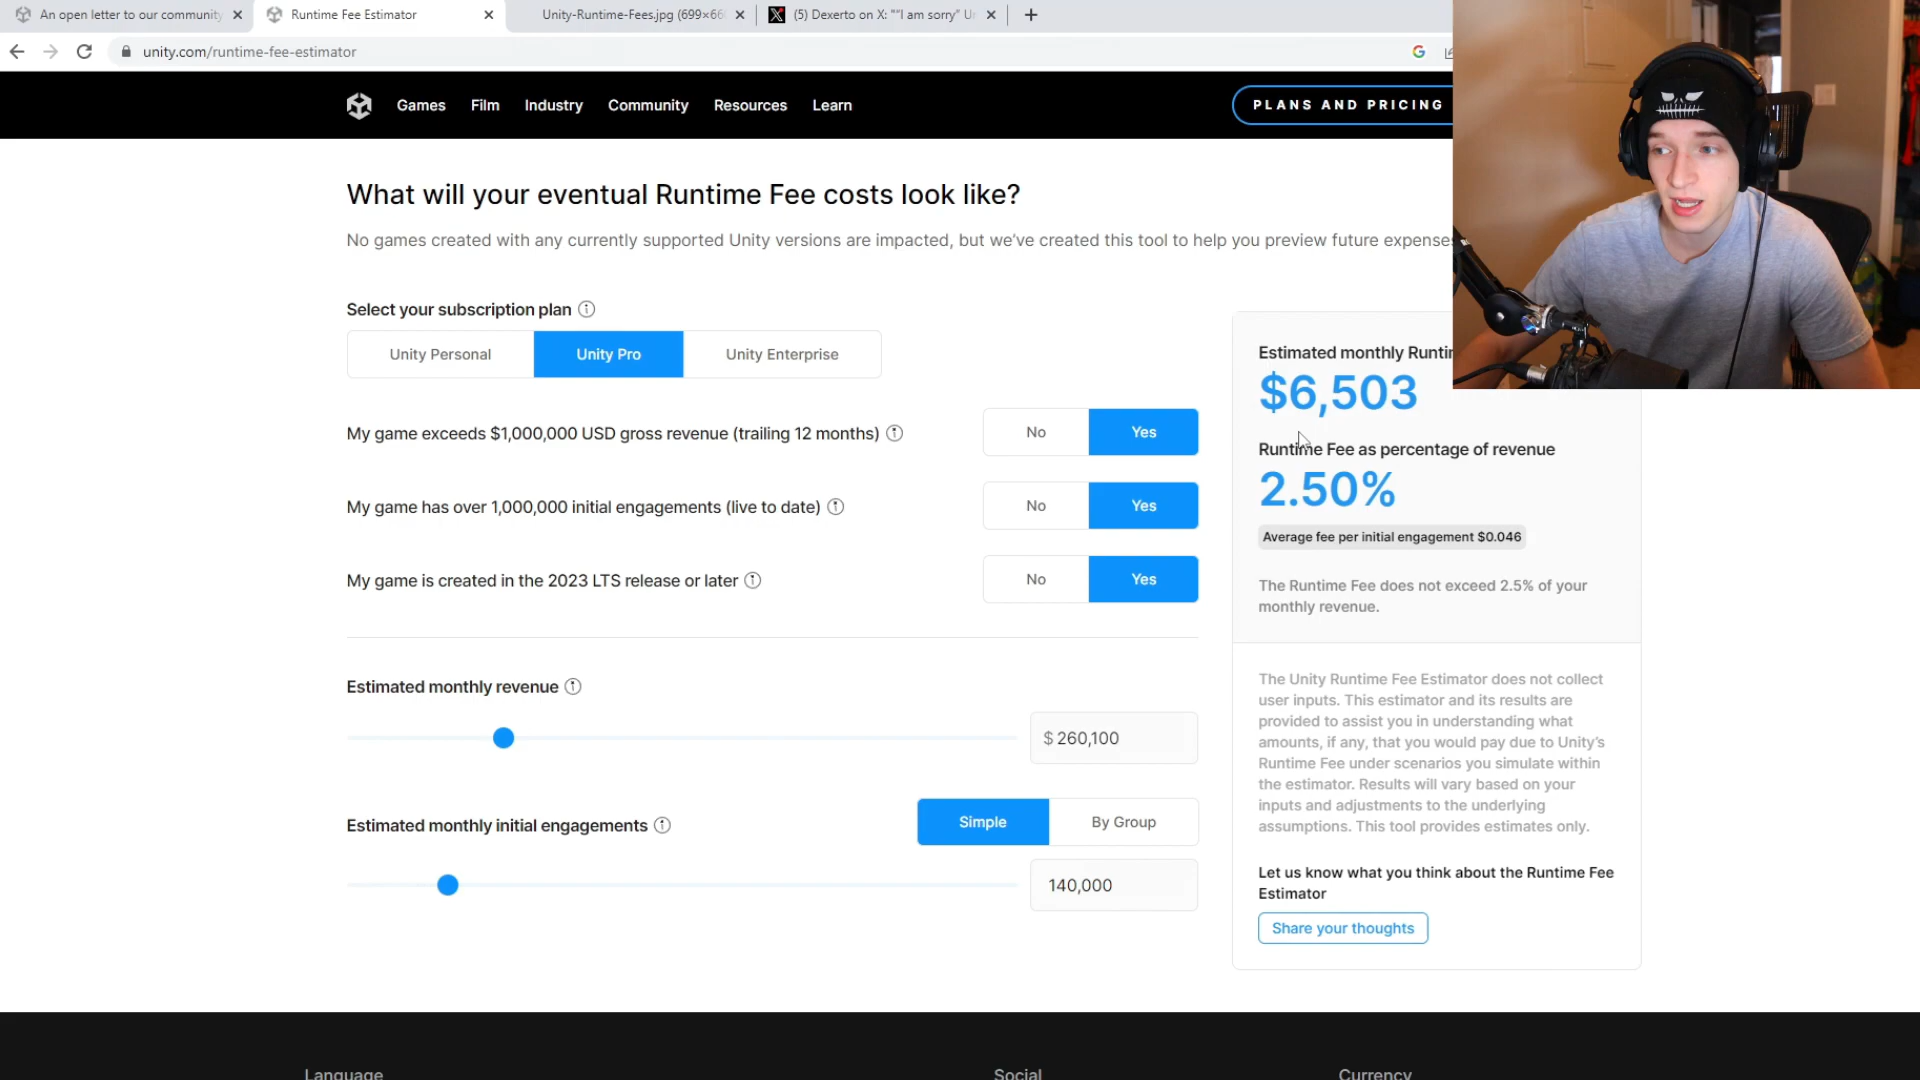 An open letter to our community
Runtime Fee Estimator
Unity-Runtime-Fees.jpg (699×66
(5) Dexerto on X: ""I am sorry" Ur
unity.com/runtime-fee-estimator
Games Film Industry Community Resources Learn
PLANS AND PRICING
What will your eventual Runtime Fee costs look like?
No games created with any currently supported Unity versions are impacted, but we've created this tool to help you preview future expenses
Select your subscription plan
Unity Personal Unity Pro Unity Enterprise
My game exceeds $1,000,000 USD gross revenue (trailing 12 months)
No Yes
My game has over 1,000,000 initial engagements (live to date)
No Yes
My game is created in the 2023 LTS release or later
No Yes
Estimated monthly revenue
$ 260,100
Estimated monthly initial engagements
Simple By Group
140,000
Estimated monthly Runti
$6,503
Runtime Fee as percentage of revenue
2.50%
Average fee per initial engagement $0.046
The Runtime Fee does not exceed 2.5% of your
monthly revenue.
The Unity Runtime Fee Estimator does not collect
user inputs. This estimator and its results are
provided to assist you in understanding what
amounts, if any, that you would pay due to Unity's
Runtime Fee under scenarios you simulate within
the estimator. Results will vary based on your
inputs and adjustments to the underlying
assumptions. This tool provides estimates only.
Let us know what you think about the Runtime Fee
Estimator
Share your thoughts
Language Social Currency